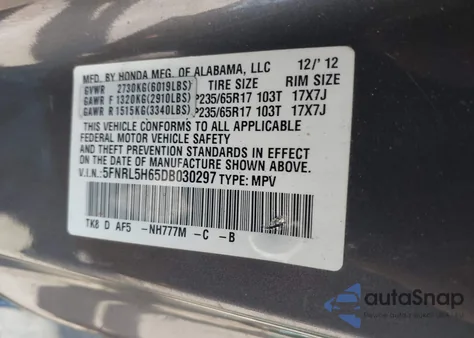 MFD. BY HONDA MFG. OF ALABAMA, LLC 12/'12
GVWR 2730KG(6019LBS) TIRE SIZE RIM SIZE
GAWR F 1320KG(2910LBS) P235/65R17 103T 17X7J
GAWR R 1515KG(3340LBS) P235/65R17 103T 17X7J
THIS VEHICLE CONFORMS TO ALL APPLICABLE
FEDERAL MOTOR VEHICLE SAFETY, BUMPER, AND
THEFT PREVENTION STANDARDS IN EFFECT ON
THE DATE OF MANUFACTURE SHOWN ABOVE.
V.I.N.: 5FNRL5H65DB030297 TYPE: MPV
TK8 D AF5 -NH777M -C -B
autoSnap